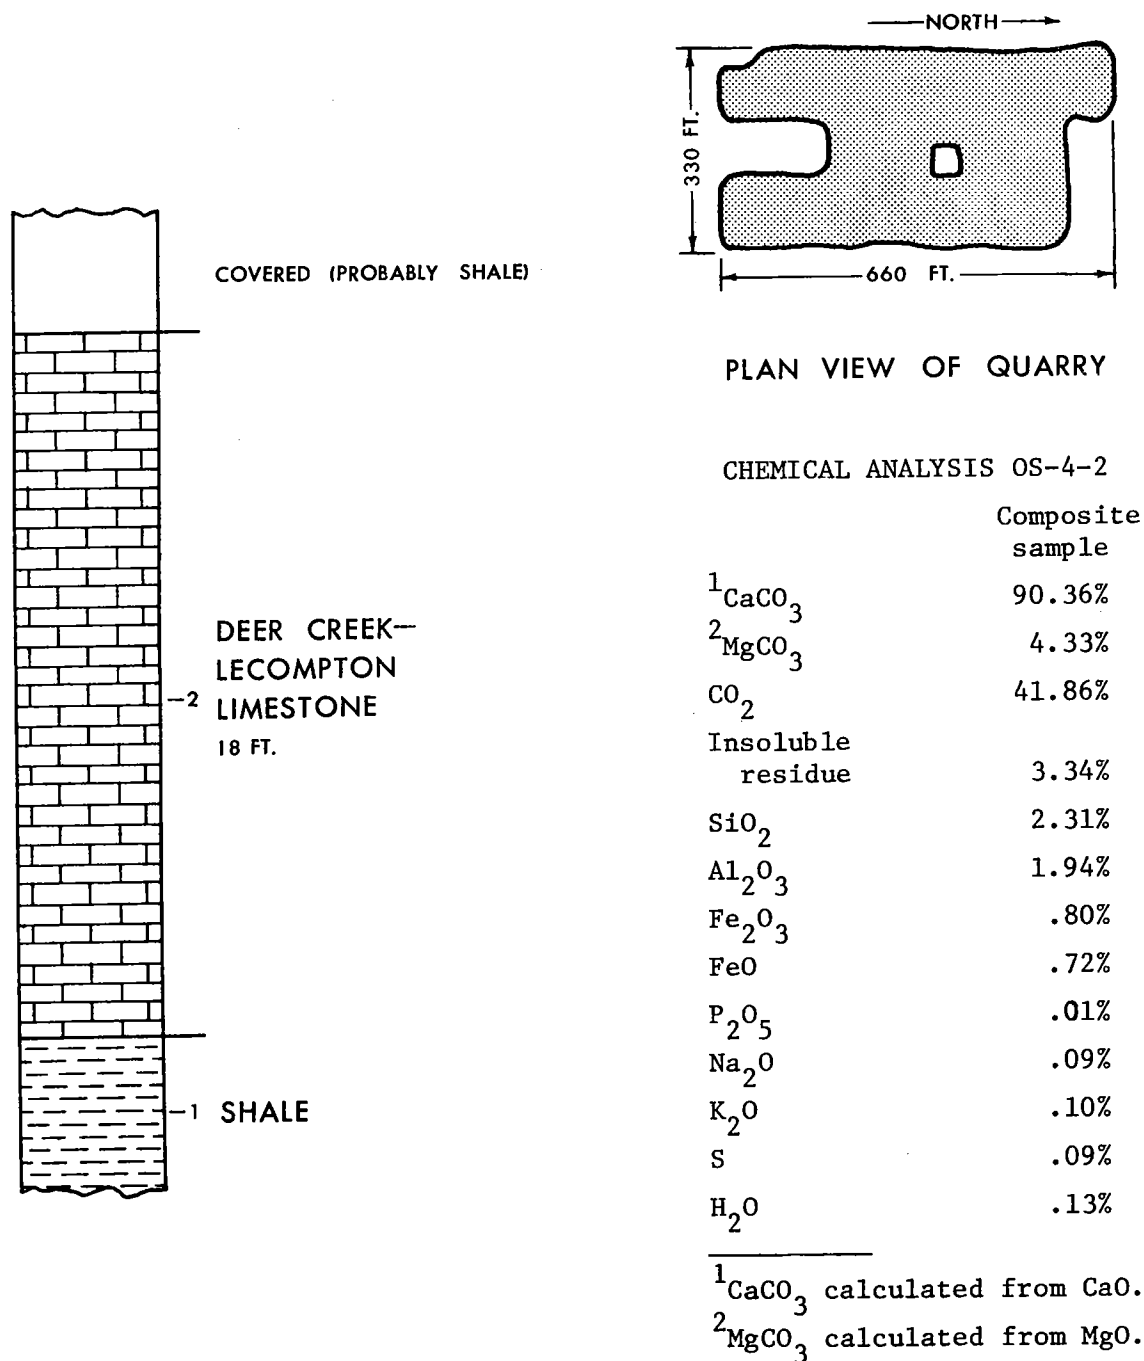 NORTH
330 FT.
660 FT.
PLAN VIEW OF QUARRY
COVERED (PROBABLY SHALE)
DEER CREEK—
LECOMPTON
LIMESTONE
18 FT.
-2
-1 SHALE
CHEMICAL ANALYSIS OS-4-2
Composite
sample
¹CaCO₃ 90.36%
²MgCO₃ 4.33%
CO₂ 41.86%
Insoluble
residue 3.34%
SiO₂ 2.31%
Al₂O₃ 1.94%
Fe₂O₃ .80%
FeO .72%
P₂O₅ .01%
Na₂O .09%
K₂O .10%
S .09%
H₂O .13%
¹CaCO₃ calculated from CaO.
²MgCO₃ calculated from MgO.